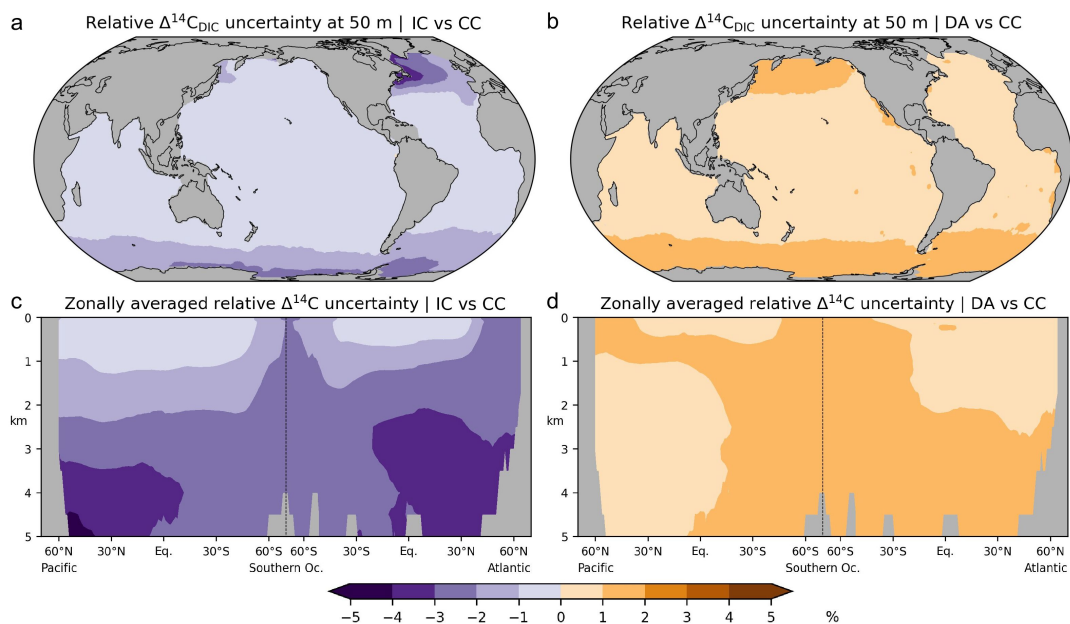 a
Relative Δ¹⁴C_DIC uncertainty at 50 m | IC vs CC
b
Relative Δ¹⁴C_DIC uncertainty at 50 m | DA vs CC
c
Zonally averaged relative Δ¹⁴C uncertainty | IC vs CC
d
Zonally averaged relative Δ¹⁴C uncertainty | DA vs CC
0
1
2
km
3
4
5
0
1
2
km
3
4
5
60°N 30°N Eq. 30°S 60°S 60°S 30°S Eq. 30°N 60°N
Pacific Southern Oc. Atlantic
60°N 30°N Eq. 30°S 60°S 60°S 30°S Eq. 30°N 60°N
Pacific Southern Oc. Atlantic
−5 −4 −3 −2 −1 0 1 2 3 4 5 %